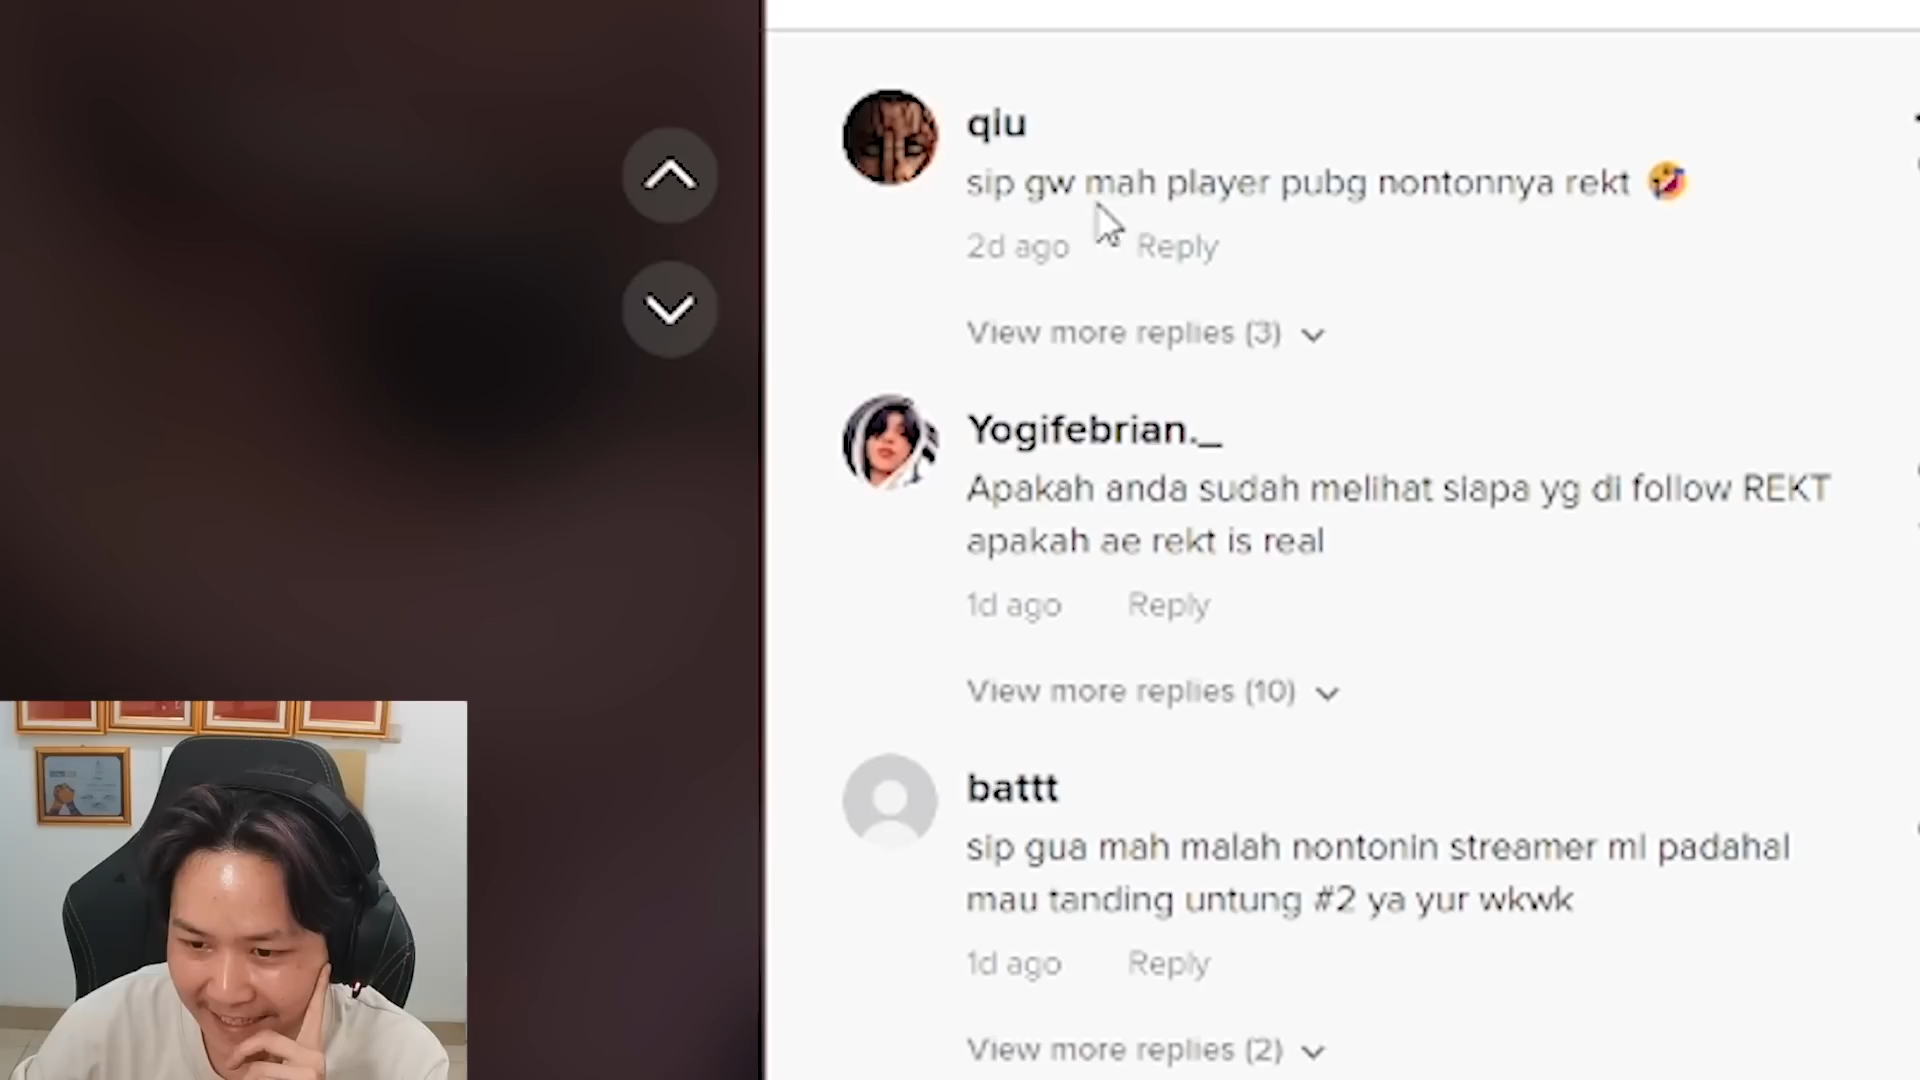 qiu
sip gw mah player pubg nontonnya rekt 🤣
2d ago Reply
View more replies (3)
Yogifebrian._
Apakah anda sudah melihat siapa yg di follow REKT
apakah ae rekt is real
1d ago Reply
View more replies (10)
battt
sip gua mah malah nontonin streamer ml padahal
mau tanding untung #2 ya yur wkwk
1d ago Reply
View more replies (2)